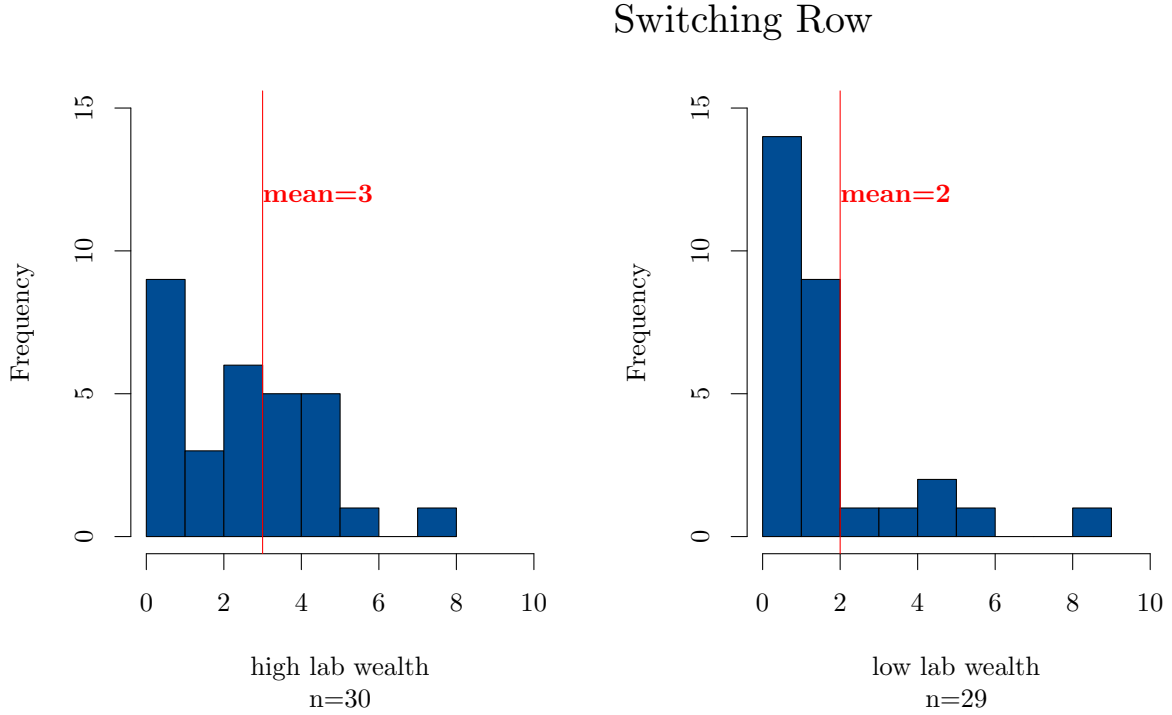 Switching Row
15
10
5
0
Frequency
mean=3
0 2 4 6 8 10
high lab wealth
n=30
15
10
5
0
Frequency
mean=2
0 2 4 6 8 10
low lab wealth
n=29